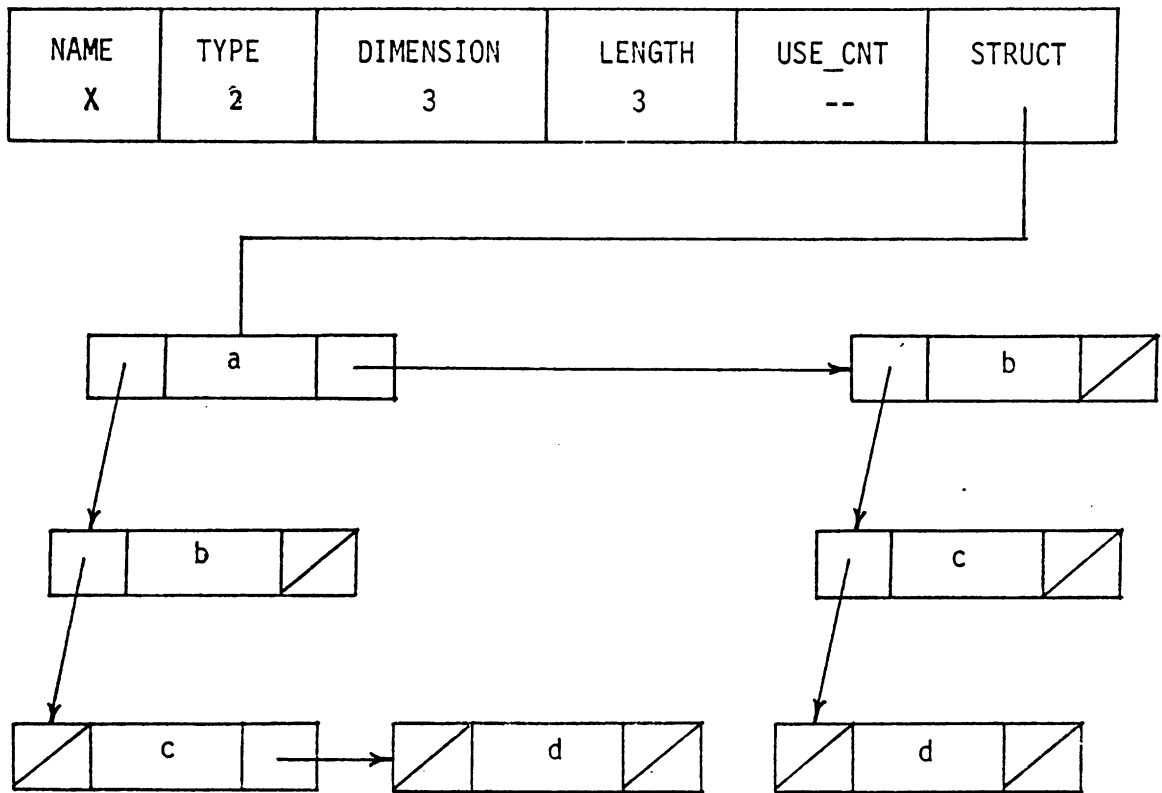 NAME TYPE DIMENSION LENGTH USE_CNT STRUCT
X 2 3 3 --
a b
b c
c d d